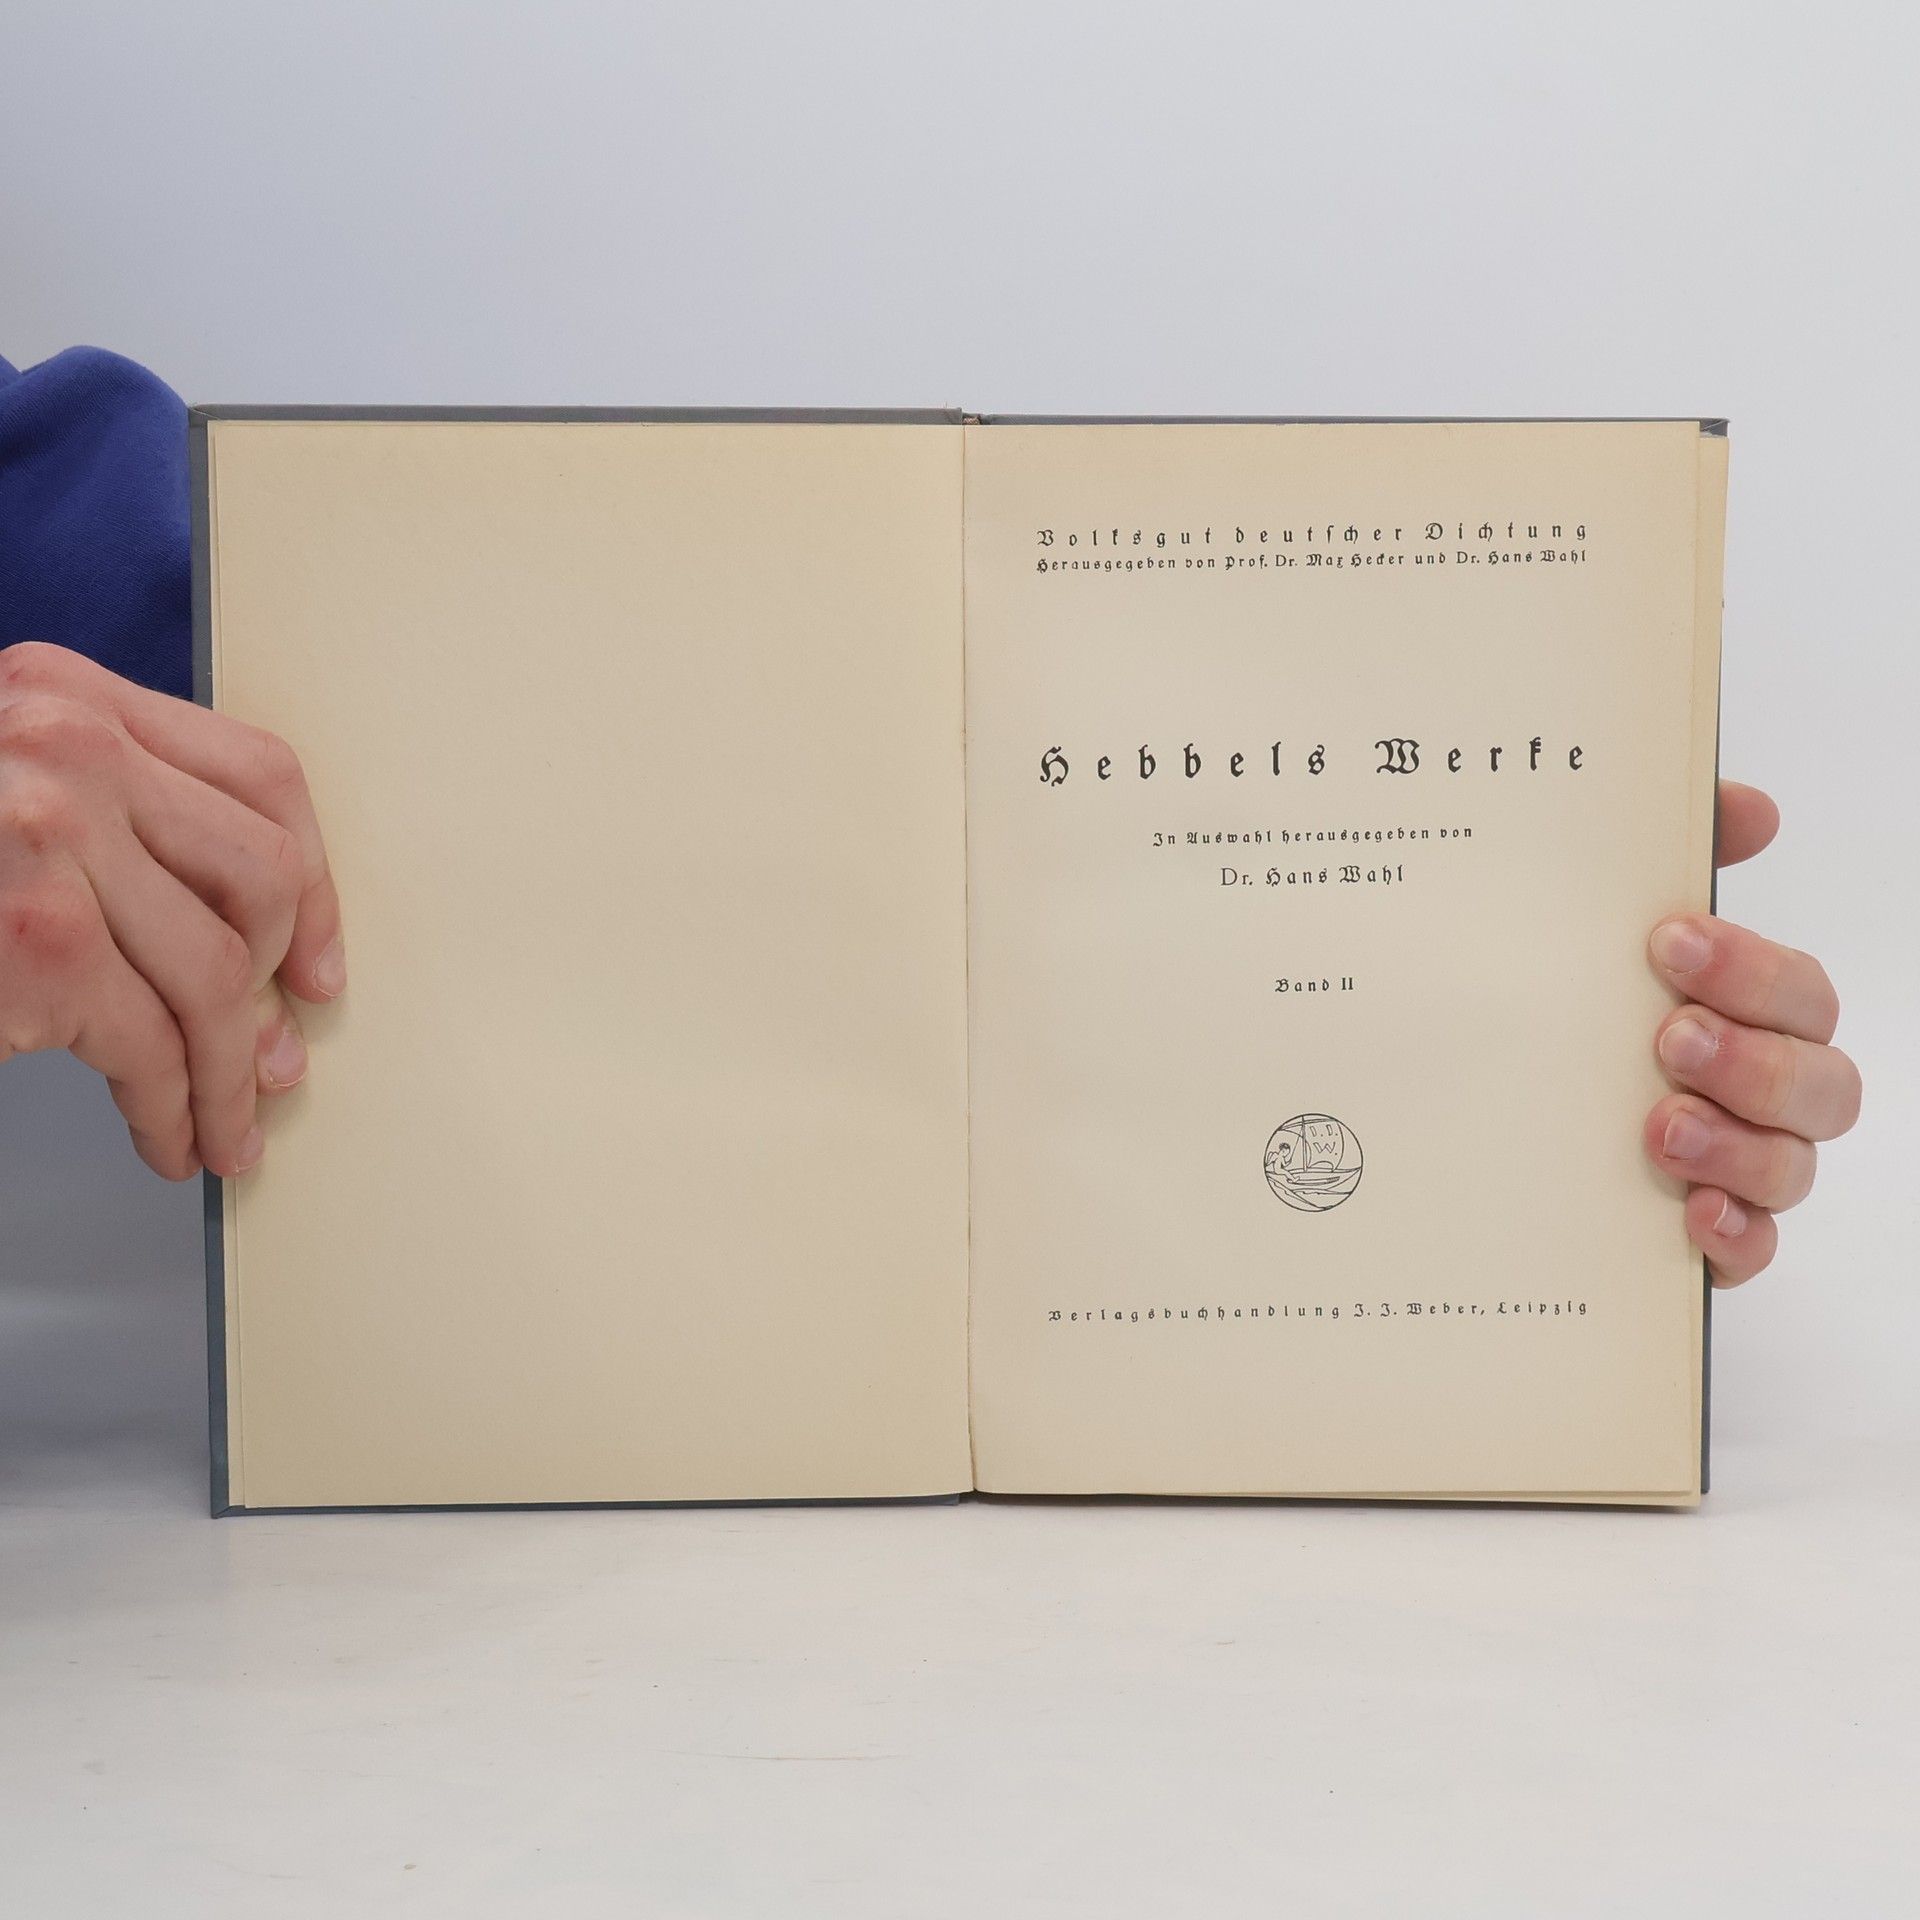 Volksgut deutſcher Dichtung
Herausgegeben von Prof. Dr. Max Hecker und Dr. Hans Wahl
Hebbels Werke
In Auswahl herausgegeben von
Dr. Hans Wahl
Band II
I. I.
W.
Verlagsbuchhandlung I. I. Weber, Leipzig